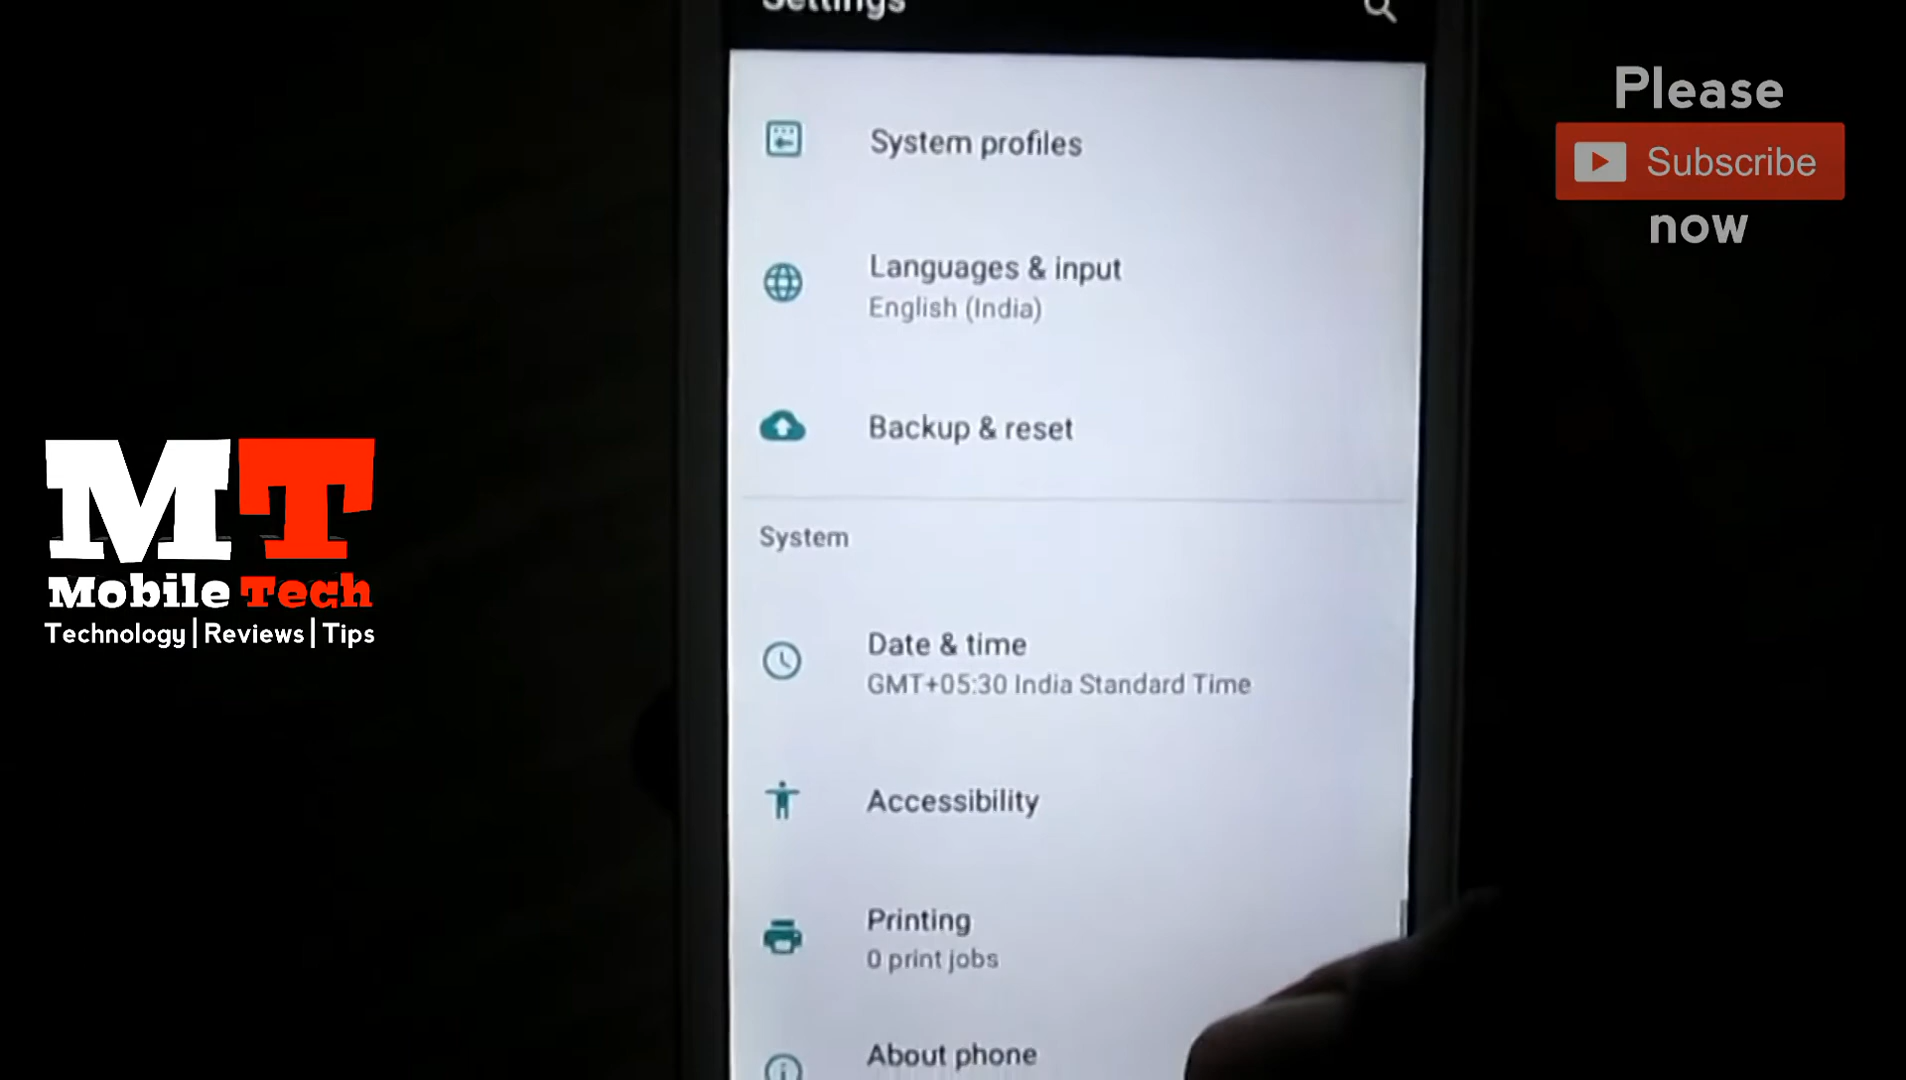 Settings
Please
Subscribe
now
System profiles
Languages & input
English (India)
Backup & reset
System
Date & time
GMT+05:30 India Standard Time
Accessibility
Printing
0 print jobs
About phone
MT
Mobile Tech
Technology|Reviews|Tips